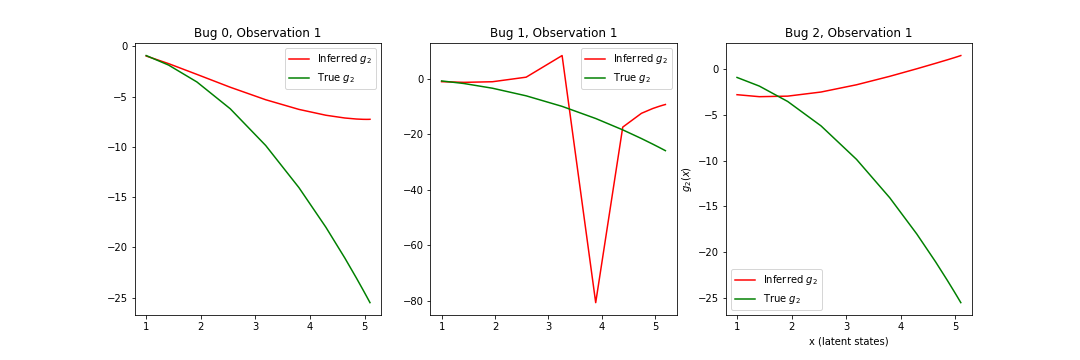 Bug 0, Observation 1
0
−5
−10
−15
−20
−25
1 2 3 4 5
Inferred g₂
True g₂
Bug 1, Observation 1
0
−20
−40
−60
−80
1 2 3 4 5
Inferred g₂
True g₂
Bug 2, Observation 1
g₂(x)
0
−5
−10
−15
−20
−25
1 2 3 4 5
x (latent states)
Inferred g₂
True g₂